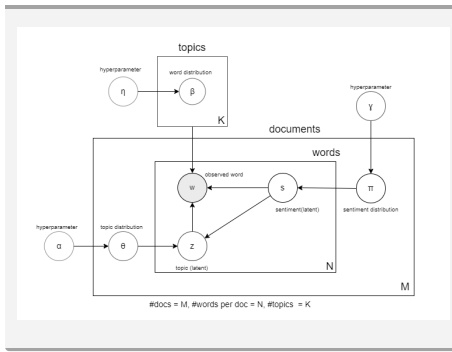 topics
hyperparameter
word distribution
η
β
K
hyperparameter
γ
documents
words
observed word
w
s
π
sentiment(latent)
sentiment distribution
hyperparameter
topic distribution
α
θ
z
topic (latent)
N
M
#docs = M, #words per doc = N, #topics = K